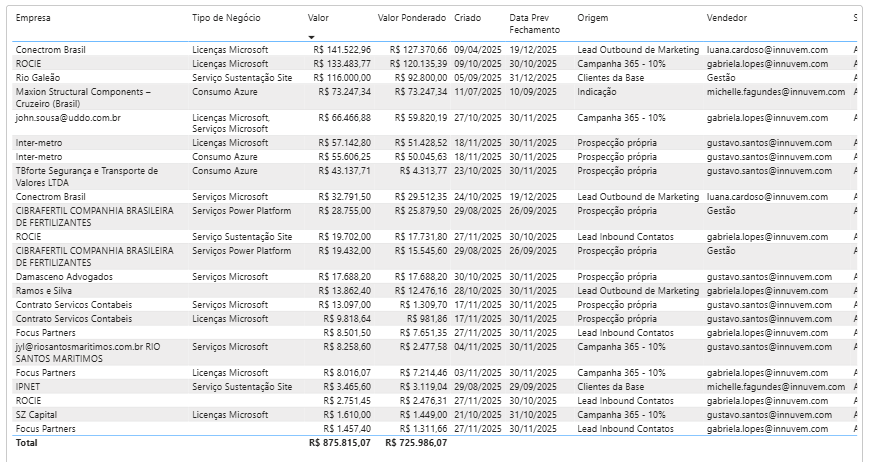 Empresa Tipo de Negócio Valor Valor Ponderado Criado Data Prev Fechamento Origem Vendedor S
Conectrom Brasil Licenças Microsoft R$ 141.522,96 R$ 127.370,66 09/04/2025 19/12/2025 Lead Outbound de Marketing luana.cardoso@innuvem.com A
ROCIE Licenças Microsoft R$ 133.483,77 R$ 120.135,39 09/10/2025 30/10/2025 Campanha 365 - 10% gabriela.lopes@innuvem.com A
Rio Galeão Serviço Sustentação Site R$ 116.000,00 R$ 92.800,00 05/09/2025 31/12/2025 Clientes da Base Gestão A
Maxion Structural Components – Consumo Azure R$ 73.247,34 R$ 73.247,34 11/07/2025 10/09/2025 Indicação michelle.fagundes@innuvem.com A
Cruzeiro (Brasil)
john.sousa@uddo.com.br Licenças Microsoft, R$ 66.466,88 R$ 59.820,19 27/10/2025 30/11/2025 Campanha 365 - 10% gabriela.lopes@innuvem.com A
Serviços Microsoft
Inter-metro Licenças Microsoft R$ 57.142,80 R$ 51.428,52 18/11/2025 30/11/2025 Prospecção própria gustavo.santos@innuvem.com A
Inter-metro Consumo Azure R$ 55.606,25 R$ 50.045,63 18/11/2025 30/11/2025 Prospecção própria gustavo.santos@innuvem.com A
TBforte Segurança e Transporte de Consumo Azure R$ 43.137,71 R$ 4.313,77 23/10/2025 30/11/2025 Prospecção própria gustavo.santos@innuvem.com A
Valores LTDA
Conectrom Brasil Serviços Microsoft R$ 32.791,50 R$ 29.512,35 24/10/2025 19/12/2025 Lead Outbound de Marketing luana.cardoso@innuvem.com A
CIBRAFERTIL COMPANHIA BRASILEIRA Serviços Power Platform R$ 28.755,00 R$ 25.879,50 29/08/2025 26/09/2025 Prospecção própria Gestão A
DE FERTILIZANTES
ROCIE Serviço Sustentação Site R$ 19.702,00 R$ 17.731,80 27/11/2025 30/10/2025 Lead Inbound Contatos gabriela.lopes@innuvem.com A
CIBRAFERTIL COMPANHIA BRASILEIRA Serviços Power Platform R$ 19.432,00 R$ 15.545,60 29/08/2025 26/09/2025 Prospecção própria Gestão A
DE FERTILIZANTES
Damasceno Advogados Serviços Microsoft R$ 17.688,20 R$ 17.688,20 30/10/2025 30/11/2025 Prospecção própria gustavo.santos@innuvem.com A
Ramos e Silva R$ 13.862,40 R$ 12.476,16 28/10/2025 30/11/2025 Lead Outbound de Marketing gabriela.lopes@innuvem.com A
Contrato Servicos Contabeis Serviços Microsoft R$ 13.097,00 R$ 1.309,70 17/11/2025 30/11/2025 Prospecção própria gustavo.santos@innuvem.com A
Contrato Servicos Contabeis Licenças Microsoft R$ 9.818,64 R$ 981,86 17/11/2025 30/11/2025 Prospecção própria gustavo.santos@innuvem.com A
Focus Partners R$ 8.501,50 R$ 7.651,35 27/11/2025 30/11/2025 Lead Inbound Contatos gabriela.lopes@innuvem.com A
jyl@riosantosmaritimos.com.br RIO Serviços Microsoft R$ 8.258,60 R$ 2.477,58 04/11/2025 30/11/2025 Campanha 365 - 10% gustavo.santos@innuvem.com A
SANTOS MARITIMOS
Focus Partners Licenças Microsoft R$ 8.016,07 R$ 7.214,46 03/11/2025 30/11/2025 Campanha 365 - 10% gabriela.lopes@innuvem.com A
IPNET Serviço Sustentação Site R$ 3.465,60 R$ 3.119,04 29/08/2025 29/09/2025 Clientes da Base michelle.fagundes@innuvem.com A
ROCIE R$ 2.751,45 R$ 2.476,31 27/11/2025 30/11/2025 Lead Inbound Contatos gabriela.lopes@innuvem.com A
SZ Capital Licenças Microsoft R$ 1.610,00 R$ 1.449,00 21/10/2025 31/10/2025 Campanha 365 - 10% gustavo.santos@innuvem.com A
Focus Partners R$ 1.457,40 R$ 1.311,66 27/11/2025 30/11/2025 Lead Inbound Contatos gabriela.lopes@innuvem.com A
Total R$ 875.815,07 R$ 725.986,07